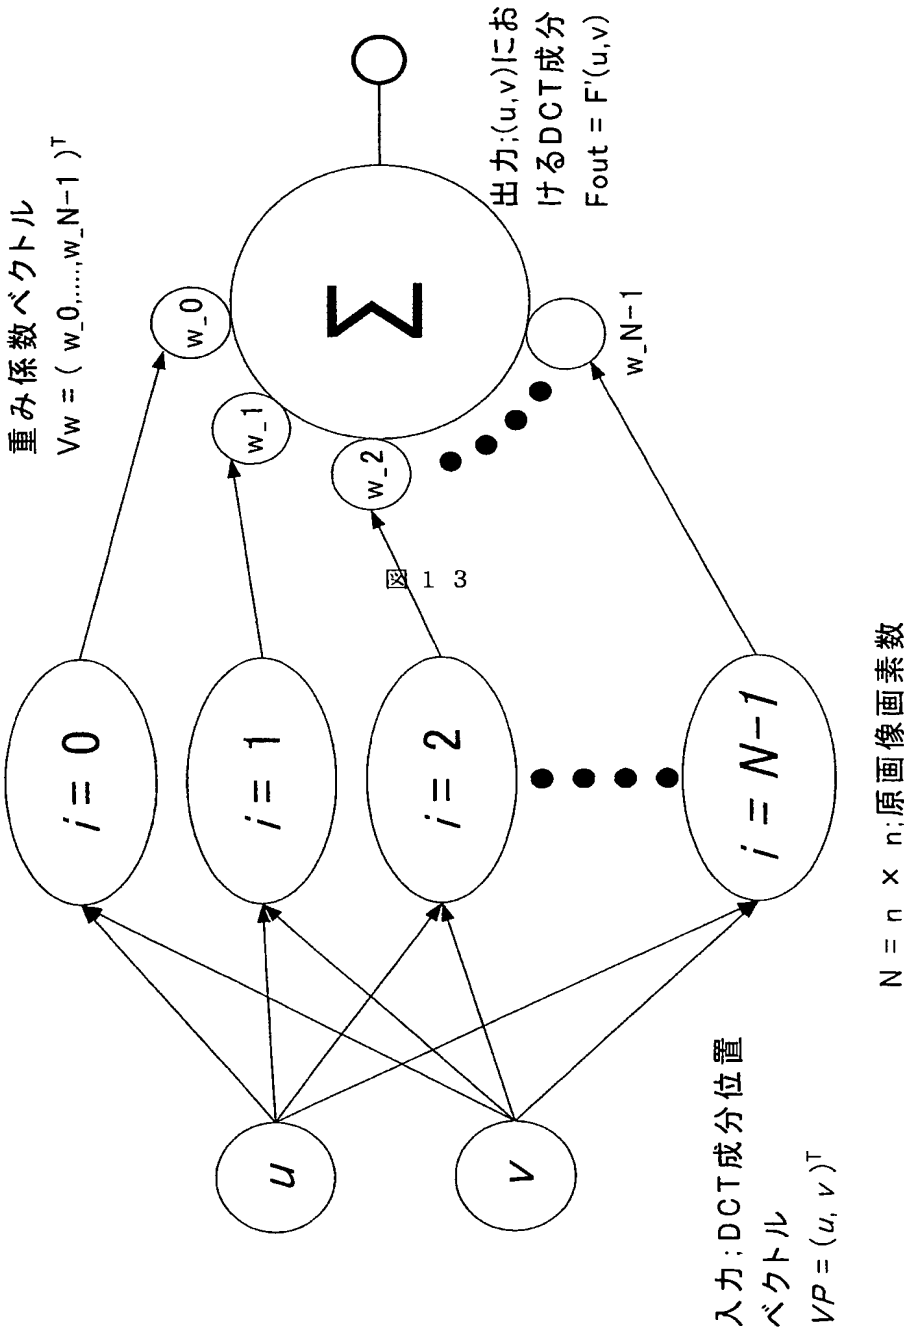 重み係数ベクトル
Vw = ( w_0,....,w_N-1 )ᵀ
w_0
w_1
w_2
w_N-1
Σ
出力;(u,v)にお
けるDCT成分
Fout = F'(u,v)
図 1 3
i = 0
i = 1
i = 2
i = N-1
N = n × n;原画像画素数
u
v
入力;DCT成分位置
ベクトル
VP = (u, v )ᵀ